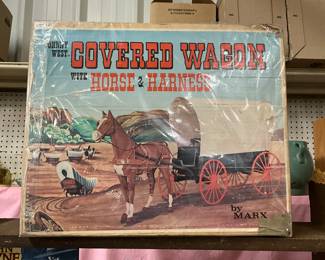 JOHNNY
WEST
COVERED WAGON
WITH HORSE & HARNESS
by
MARX